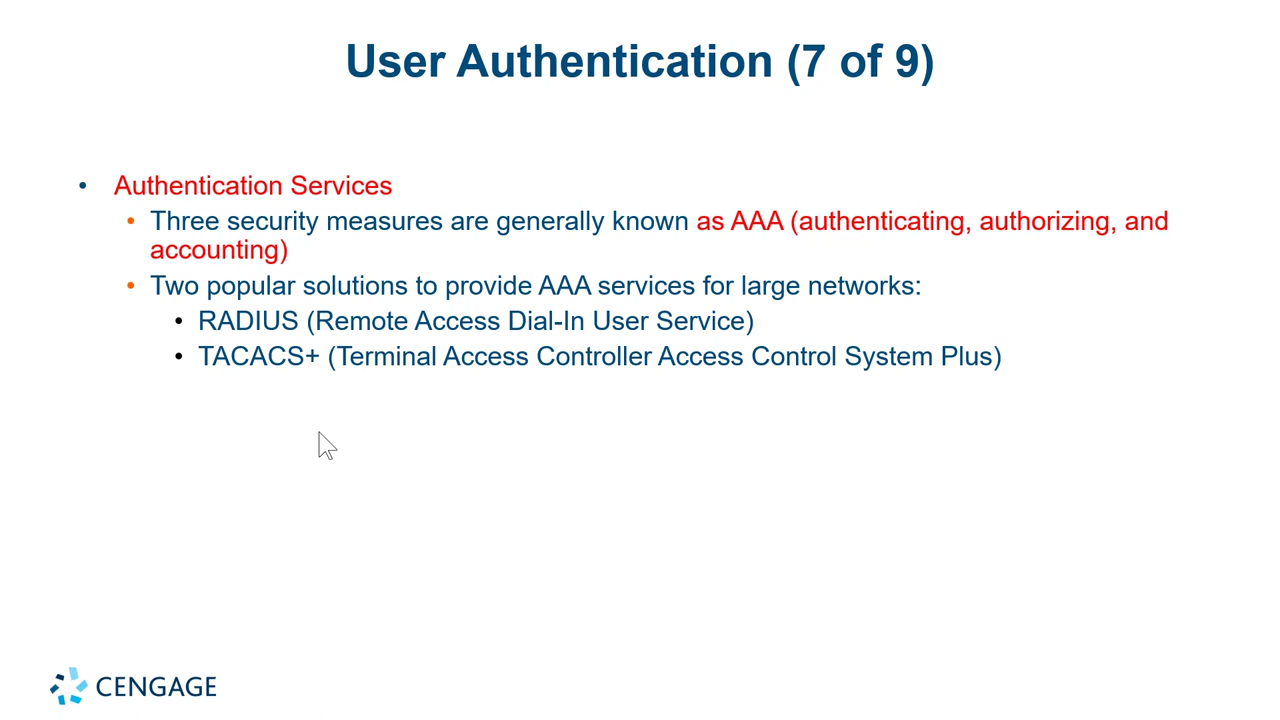 User Authentication (7 of 9)
• Authentication Services
• Three security measures are generally known as AAA (authenticating, authorizing, and
accounting)
• Two popular solutions to provide AAA services for large networks:
• RADIUS (Remote Access Dial-In User Service)
• TACACS+ (Terminal Access Controller Access Control System Plus)
CENGAGE